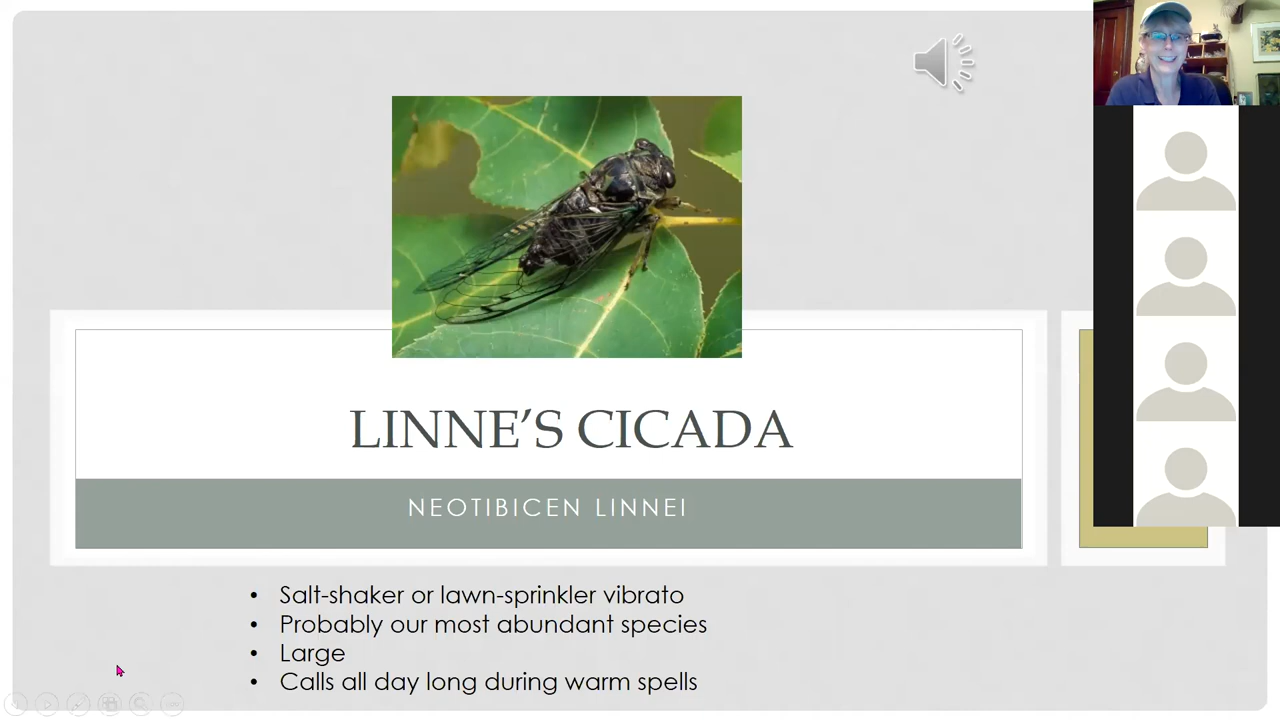 LINNE'S CICADA
NEOTIBICEN LINNEI
• Salt-shaker or lawn-sprinkler vibrato
• Probably our most abundant species
• Large
• Calls all day long during warm spells